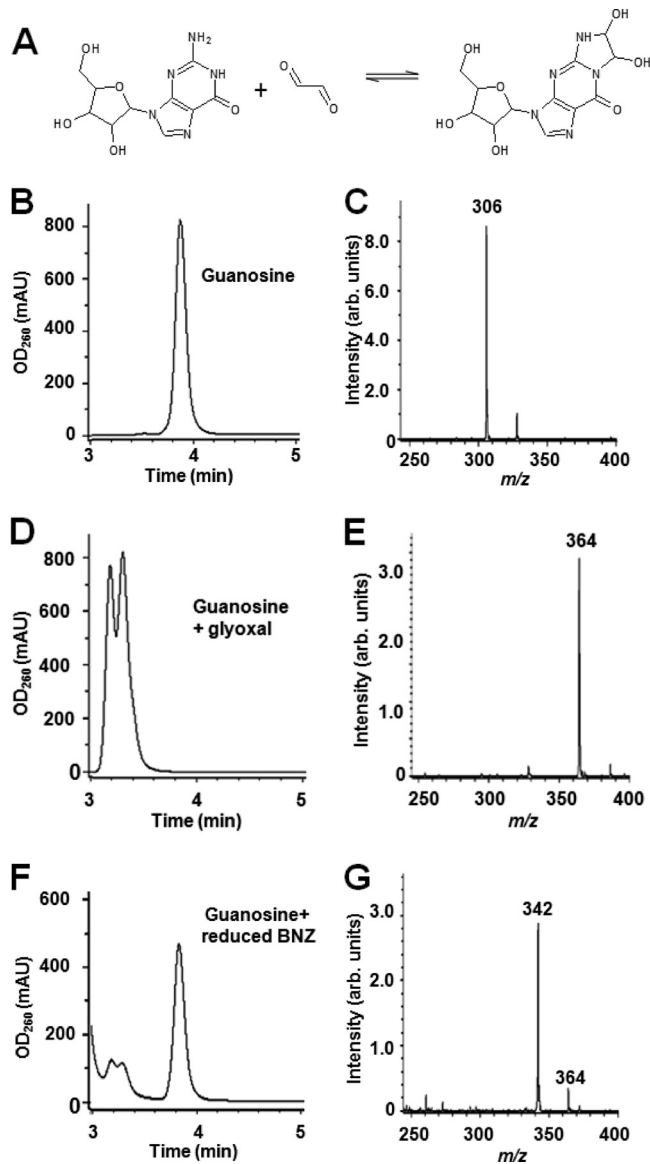 A
OH
O
HO
OH
N
N
NH₂
N
NH
O
N
+
O
O
OH
O
HO
OH
N
N
N
HN
N
OH
OH
O
B
800
600
400
200
0
OD₂₆₀ (mAU)
Guanosine
3 4 5
Time (min)
C
306
8.0
6.0
4.0
2.0
0
Intensity (arb. units)
250 300 350 400
m/z
D
800
600
400
200
0
OD₂₆₀ (mAU)
Guanosine
+ glyoxal
3 4 5
Time (min)
E
364
3.0
2.0
1.0
0
Intensity (arb. units)
250 300 350 400
m/z
F
600
400
200
0
OD₂₆₀ (mAU)
Guanosine+
reduced BNZ
3 4 5
Time (min)
G
342
364
3.0
2.0
1.0
0
Intensity (arb. units)
250 300 350 400
m/z